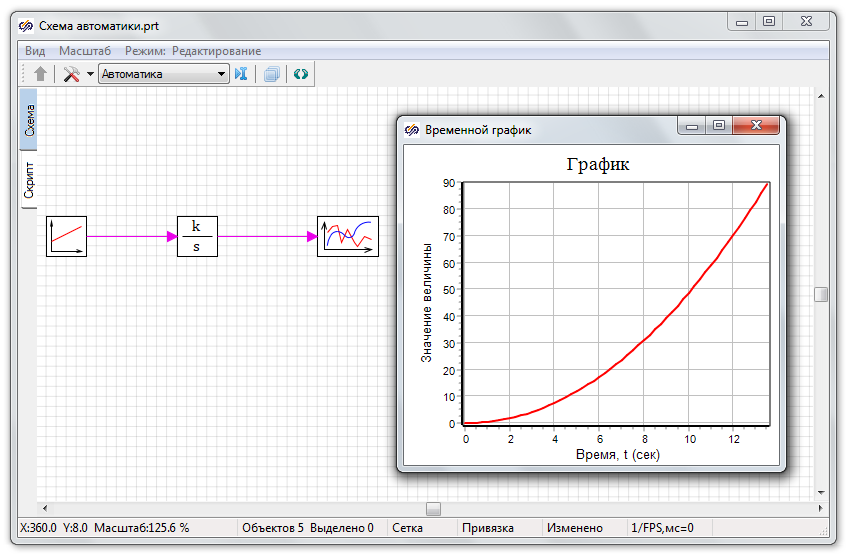 Схема автоматики.prt
Вид Масштаб Режим: Редактирование
Автоматика
Схема
Скрипт
k
s
Временной график
График
90
80
70
60
50
40
30
20
10
0
Значение величины
0 2 4 6 8 10 12
Время, t (сек)
X:360.0 Y:8.0 Масштаб:125.6 % Объектов 5 Выделено 0 Сетка Привязка Изменено 1/FPS,мс=0